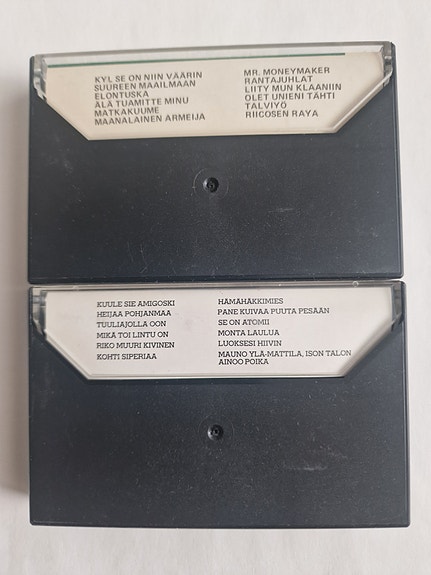 KYL SE ON NIIN VÄÄRIN
SUUREEN MAAILMAAN
ELONTUSKA
ÄLÄ TUAMITTE MINU
MATKAKUUME
MAANALAINEN ARMEIJA
MR. MONEYMAKER
RANTAJUHLAT
LIITY MUN KLAANIIN
OLET UNIENI TÄHTI
TALVIYÖ
RIICOSEN RAYA
KUULE SIE AMIGOSKI
HEIJAA POHJANMAA
TUULIAJOLLA OON
MIKÄ TOI LINTU ON
RIKO MUURI KIVINEN
KOHTI SIPERIAA
HÄMÄHÄKKIMIES
PANE KUIVAA PUUTA PESÄÄN
SE ON ATOMII
MONTA LAULUA
LUOKSESI HIIVIN
MAUNO YLÄ-MATTILA, ISON TALON
AINOO POIKA